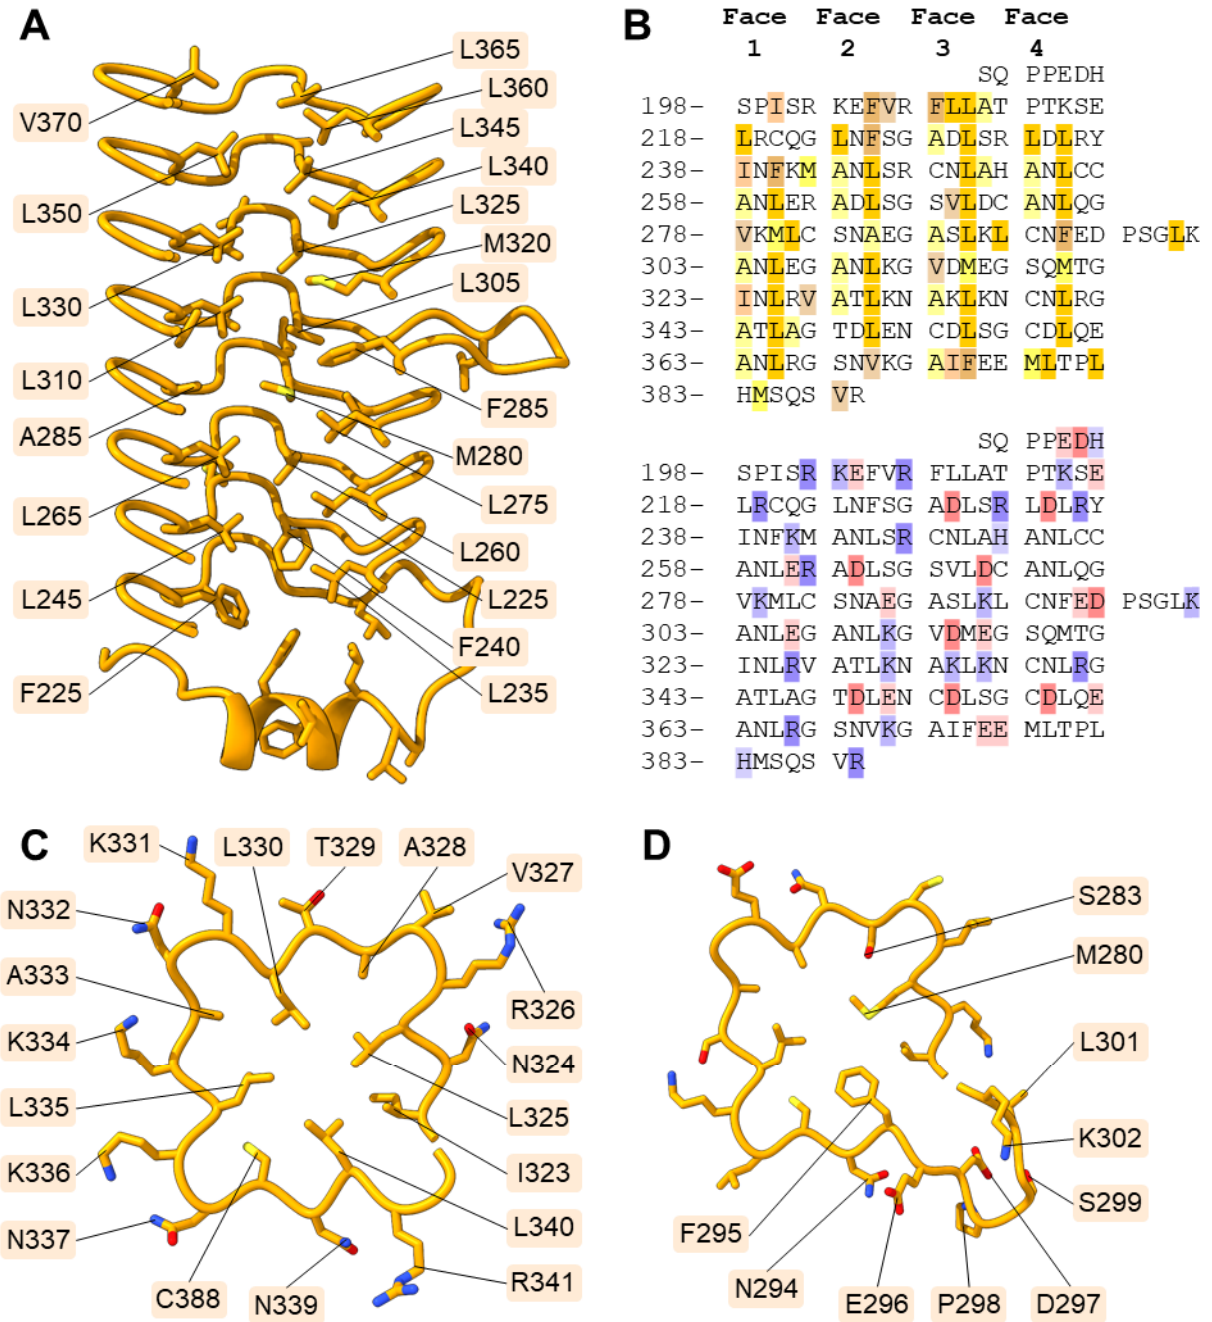 A
L365
L360
V370
L345
L340
L350
L325
M320
L330
L305
L310
F285
A285
M280
L265
L275
L260
L245
L225
F240
F225
L235
B
Face Face Face Face
1 2 3 4
SQ PPEDH
198- SPISR KEFVR FLLAT PTKSE
218- LRCQG LNFSG ADLSR LDLRY
238- INFKM ANLSR CNLAH ANLCC
258- ANLER ADLSG SVLDC ANLQG
278- VKMLC SNAEG ASLKL CNFED PSGLK
303- ANLEG ANLKG VDMEG SQMTG
323- INLRV ATLKN AKLKN CNLRG
343- ATLAG TDLEN CDLSG CDLQE
363- ANLRG SNVKG AIFEE MLTPL
383- HMSQS VR
SQ PPEDH
198- SPISR KEFVR FLLAT PTKSE
218- LRCQG LNFSG ADLSR LDLRY
238- INFKM ANLSR CNLAH ANLCC
258- ANLER ADLSG SVLDC ANLQG
278- VKMLC SNAEG ASLKL CNFED PSGLK
303- ANLEG ANLKG VDMEG SQMTG
323- INLRV ATLKN AKLKN CNLRG
343- ATLAG TDLEN CDLSG CDLQE
363- ANLRG SNVKG AIFEE MLTPL
383- HMSQS VR
C
K331
L330
T329
A328
V327
N332
A333
R326
K334
N324
L335
L325
K336
I323
N337
L340
C388
N339
R341
D
S283
M280
L301
K302
S299
F295
N294
E296
P298
D297